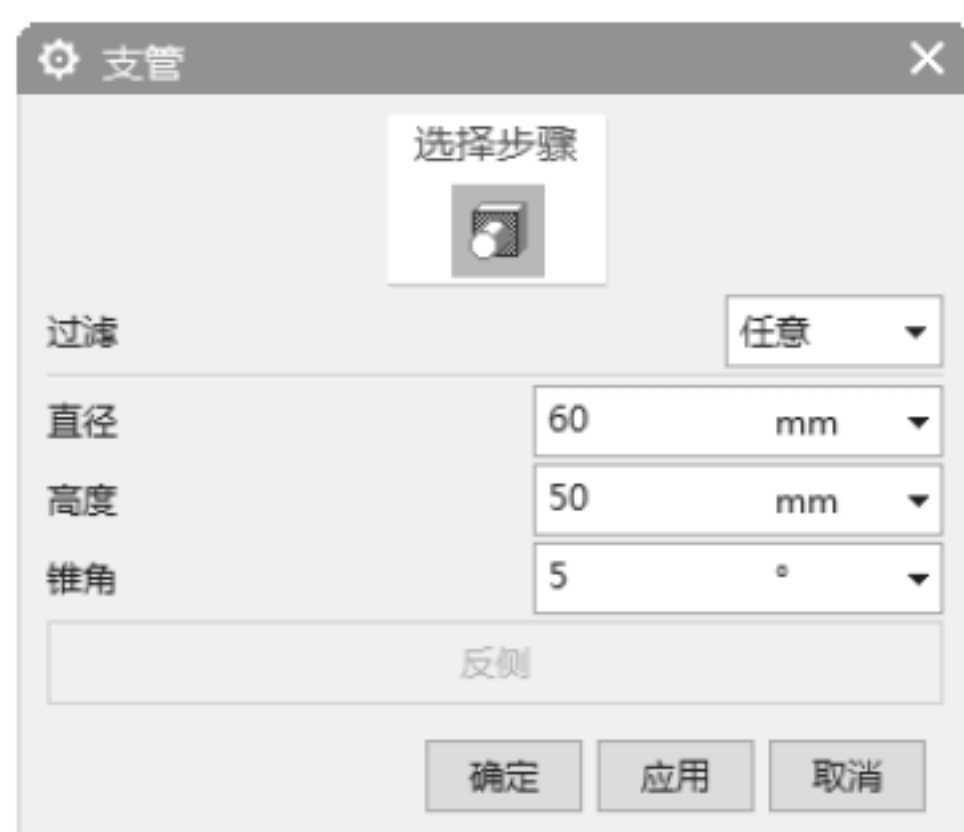 支管
选择步骤
过滤 任意
直径 60 mm
高度 50 mm
锥角 5 °
反侧
确定 应用 取消